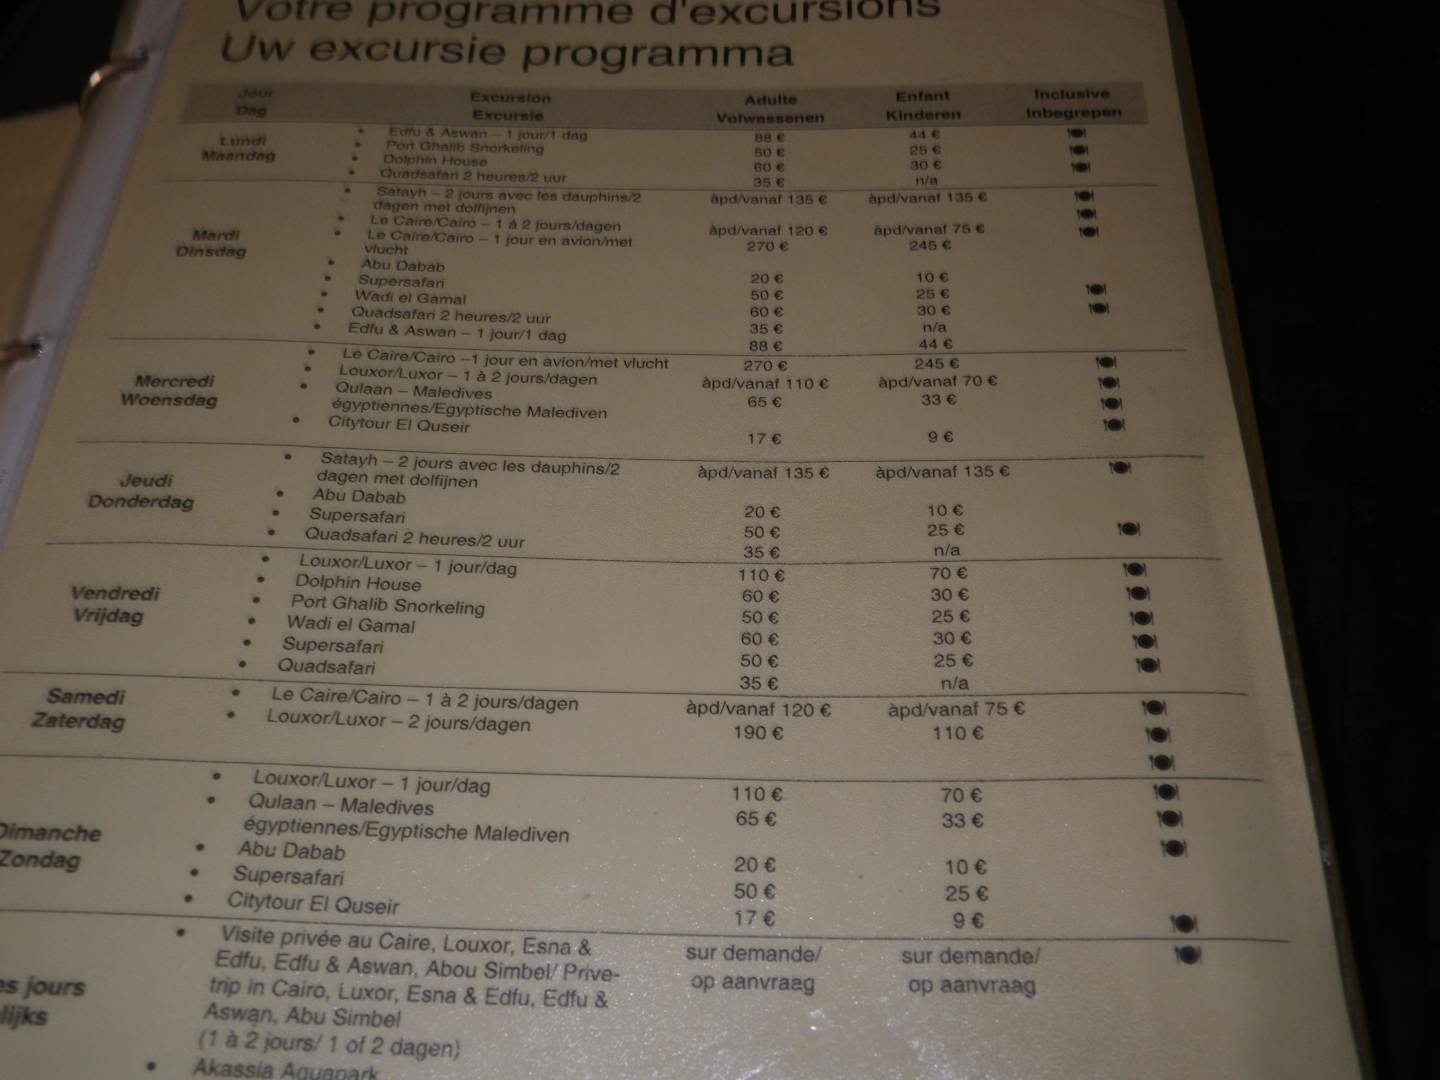 Votre programme d'excursions
Uw excursie programma
Jour Excursion Adulte Enfant Inclusive
Dag Excursie Volwassenen Kinderen Inbegrepen
Lundi
Maandag
• Edfu & Aswan – 1 jour/1 dag 88 € 44 €
• Port Ghalib Snorkeling 50 € 25 €
• Dolphin House 60 € 30 €
• Quadsafari 2 heures/2 uur 35 € n/a
Mardi
Dinsdag
• Satayh – 2 jours avec les dauphins/2 àpd/vanaf 135 € àpd/vanaf 135 €
dagen met dolfijnen
• Le Caire/Cairo – 1 à 2 jours/dagen àpd/vanaf 120 € àpd/vanaf 75 €
• Le Caire/Cairo – 1 jour en avion/met 270 € 245 €
vlucht
• Abu Dabab 20 € 10 €
• Supersafari 50 € 25 €
• Wadi el Gamal 60 € 30 €
• Quadsafari 2 heures/2 uur 35 € n/a
• Edfu & Aswan – 1 jour/1 dag 88 € 44 €
Mercredi
Woensdag
• Le Caire/Cairo –1 jour en avion/met vlucht 270 € 245 €
• Louxor/Luxor – 1 à 2 jours/dagen àpd/vanaf 110 € àpd/vanaf 70 €
• Qulaan – Maledives 65 € 33 €
égyptiennes/Egyptische Malediven
• Citytour El Quseir 17 € 9 €
Jeudi
Donderdag
• Satayh – 2 jours avec les dauphins/2 àpd/vanaf 135 € àpd/vanaf 135 €
dagen met dolfijnen
• Abu Dabab 20 € 10 €
• Supersafari 50 € 25 €
• Quadsafari 2 heures/2 uur 35 € n/a
Vendredi
Vrijdag
• Louxor/Luxor – 1 jour/dag 110 € 70 €
• Dolphin House 60 € 30 €
• Port Ghalib Snorkeling 50 € 25 €
• Wadi el Gamal 60 € 30 €
• Supersafari 50 € 25 €
• Quadsafari 35 € n/a
Samedi
Zaterdag
• Le Caire/Cairo – 1 à 2 jours/dagen àpd/vanaf 120 € àpd/vanaf 75 €
• Louxor/Luxor – 2 jours/dagen 190 € 110 €
Dimanche
Zondag
• Louxor/Luxor – 1 jour/dag 110 € 70 €
• Qulaan – Maledives 65 € 33 €
égyptiennes/Egyptische Malediven
• Abu Dabab 20 € 10 €
• Supersafari 50 € 25 €
• Citytour El Quseir 17 € 9 €
es jours
lijks
• Visite privée au Caire, Louxor, Esna & sur demande/ sur demande/
Edfu, Edfu & Aswan, Abou Simbel/ Prive- op aanvraag op aanvraag
trip in Cairo, Luxor, Esna & Edfu, Edfu &
Aswan, Abu Simbel
(1 à 2 jours/ 1 of 2 dagen)
• Akassia Aquapark